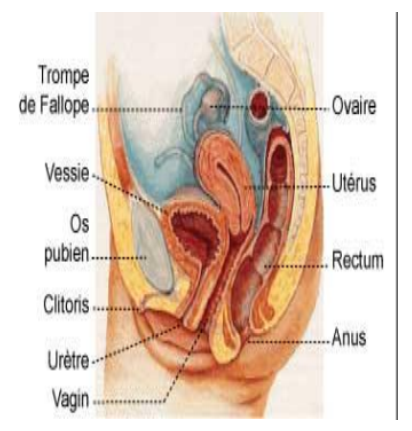 Trompe
de Fallope
Vessie
Os
pubien
Clitoris
Urètre
Vagin
Ovaire
Utérus
Rectum
Anus